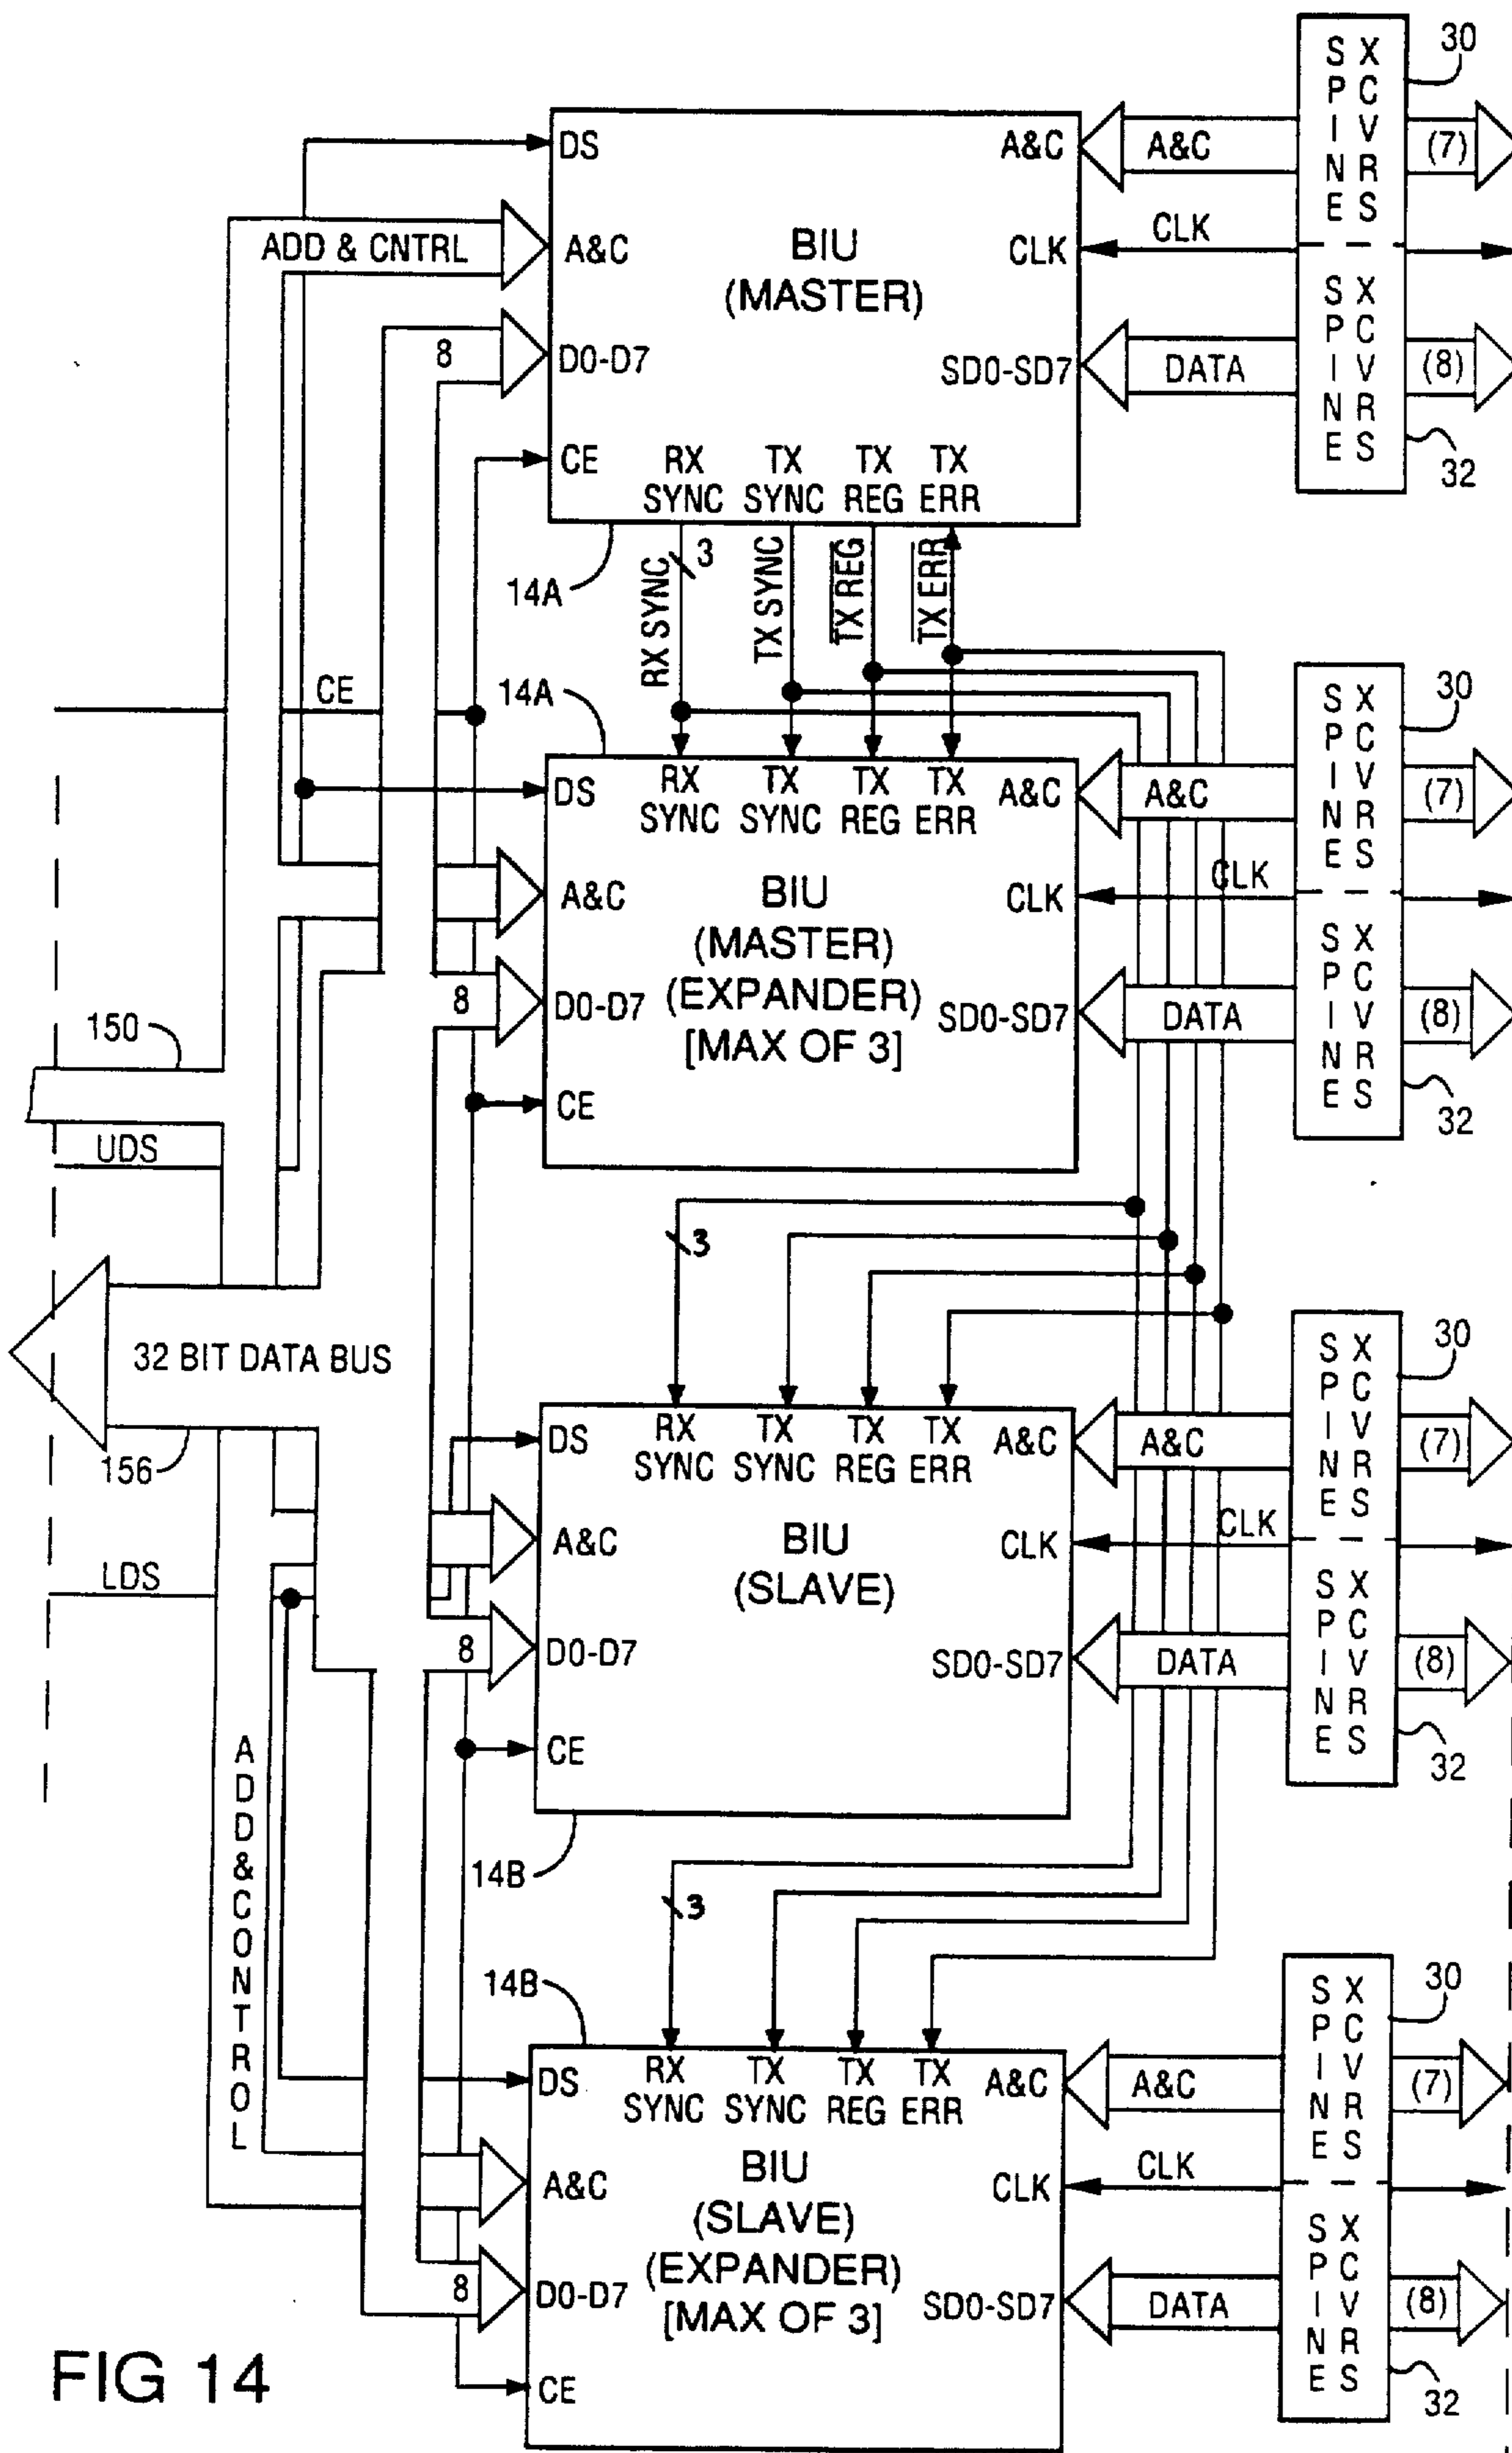 DS
A&C
A&C
SPINE XCVRS
30
(7)
ADD & CNTRL
A&C
BIU
(MASTER)
CLK
CLK
8
D0-D7
SD0-SD7
DATA
SPINE XCVRS
(8)
32
CE
RX SYNC
TX SYNC
TX REG
TX ERR
14A
RX SYNC
3
TX SYNC
TX REG
TX ERR
CE
14A
DS
RX SYNC
TX SYNC
TX REG
TX ERR
A&C
A&C
SPINE XCVRS
30
(7)
A&C
BIU
(MASTER)
(EXPANDER)
[MAX OF 3]
CLK
CLK
8
D0-D7
SD0-SD7
DATA
SPINE XCVRS
(8)
32
CE
150
UDS
32 BIT DATA BUS
156
LDS
ADD&CONTROL
3
DS
RX SYNC
TX SYNC
TX REG
TX ERR
A&C
A&C
SPINE XCVRS
30
(7)
A&C
BIU
(SLAVE)
CLK
CLK
8
D0-D7
SD0-SD7
DATA
SPINE XCVRS
(8)
32
CE
14B
3
14B
DS
RX SYNC
TX SYNC
TX REG
TX ERR
A&C
A&C
SPINE XCVRS
30
(7)
A&C
BIU
(SLAVE)
(EXPANDER)
[MAX OF 3]
CLK
CLK
8
D0-D7
SD0-SD7
DATA
SPINE XCVRS
(8)
32
CE
FIG 14